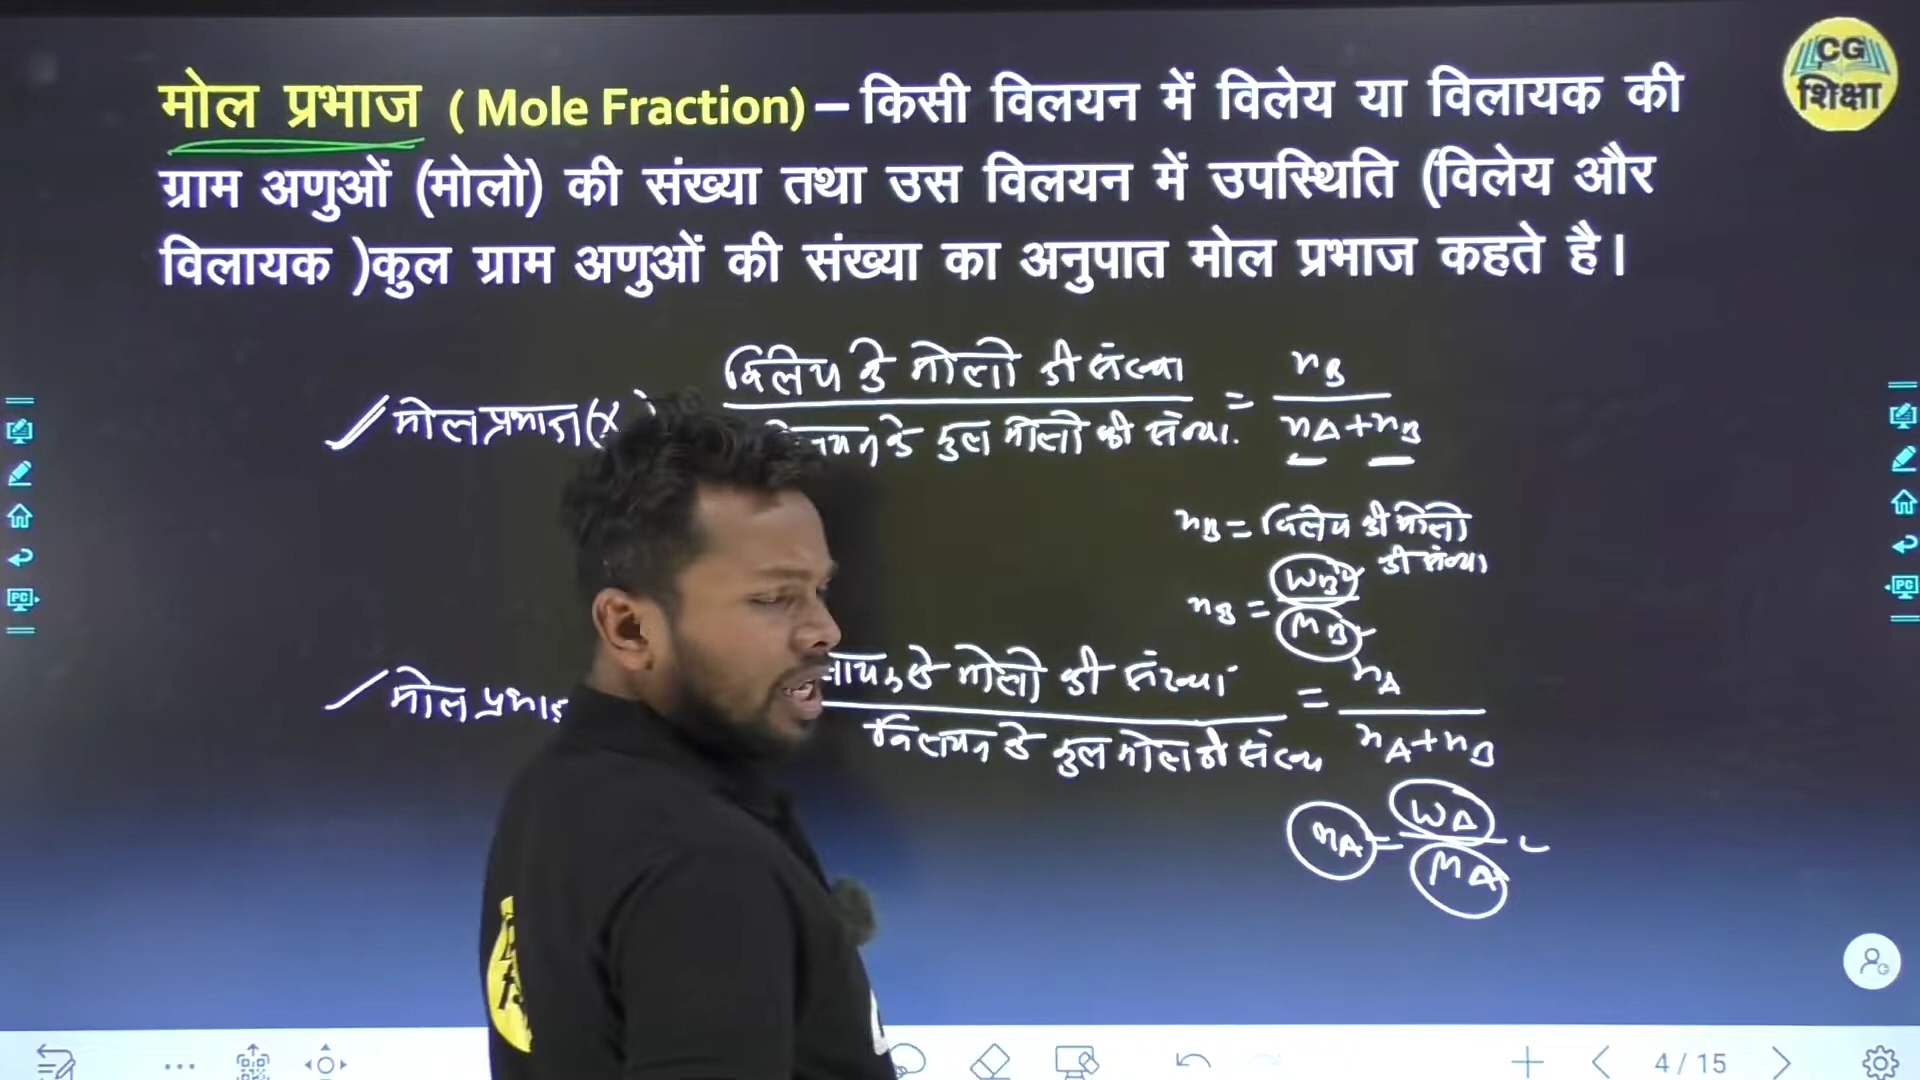 CG
शिक्षा
मोल प्रभाज ( Mole Fraction) – किसी विलयन में विलेय या विलायक की
ग्राम अणुओं (मोलो) की संख्या तथा उस विलयन में उपस्थिति (विलेय और
विलायक )कुल ग्राम अणुओं की संख्या का अनुपात मोल प्रभाज कहते है।
विलेय के मोलो की संख्या = nB
मोल प्रभाज(x
के कुल मोलो की संख्या. nA+nB
nB = विलेय की मोलो
की संख्या
nB = WB
MB
के मोलो की संख्या = nA
मोल प्रभाज
विलयन के कुल मोल की संख्या nA+nB
nA = WA
MA
4 / 15